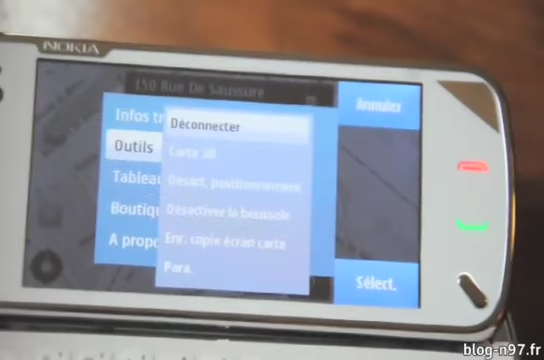 NOKIA
150 Rue De Saussure
Annuler
Infos tr
Déconnecter
Outils
Carte 3D
Tableau
Désact. positionnement
Boutiqu
Désactiver la boussole
A propo
Enr. copie écran carte
Para.
Sélect.
blog-n97.fr